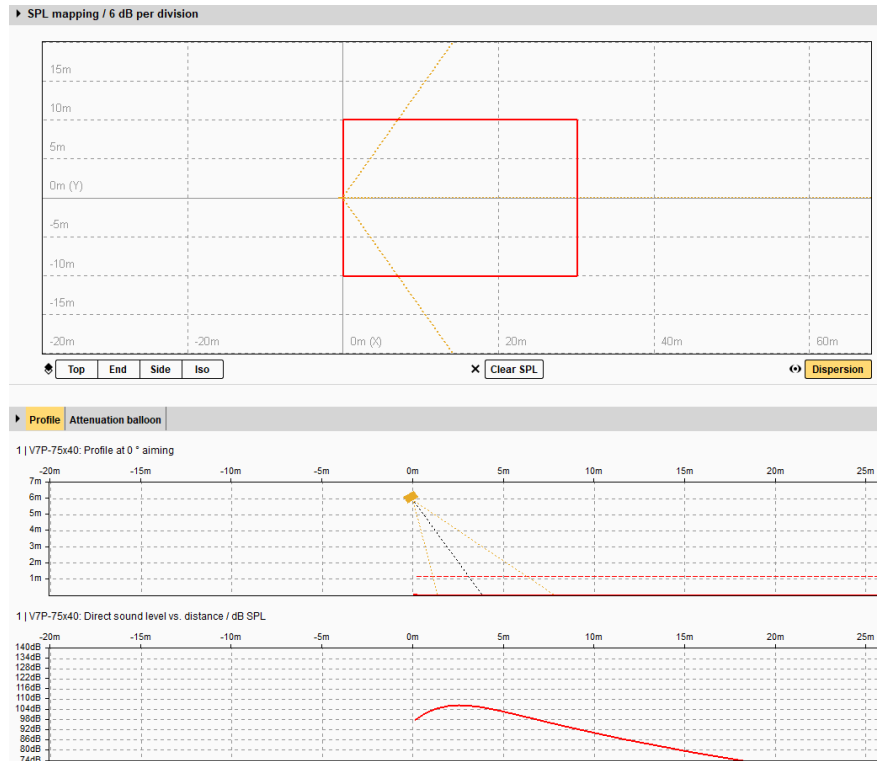 SPL mapping / 6 dB per division
15m
10m
5m
0m (Y)
-5m
-10m
-15m
-20m -20m 0m (X) 20m 40m 60m
Top End Side Iso Clear SPL Dispersion
Profile Attenuation balloon
1 | V7P-75x40: Profile at 0 ° aiming
-20m -15m -10m -5m 0m 5m 10m 15m 20m 25m
7m
6m
5m
4m
3m
2m
1m
1 | V7P-75x40: Direct sound level vs. distance / dB SPL
-20m -15m -10m -5m 0m 5m 10m 15m 20m 25m
140dB
134dB
128dB
122dB
116dB
110dB
104dB
98dB
92dB
86dB
80dB
74dB